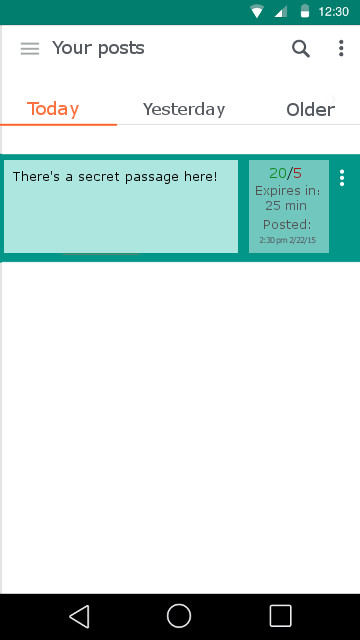 12:30
Your posts
Today Yesterday Older
There's a secret passage here!
20/5
Expires in:
25 min
Posted:
2:30 pm 2/22/15